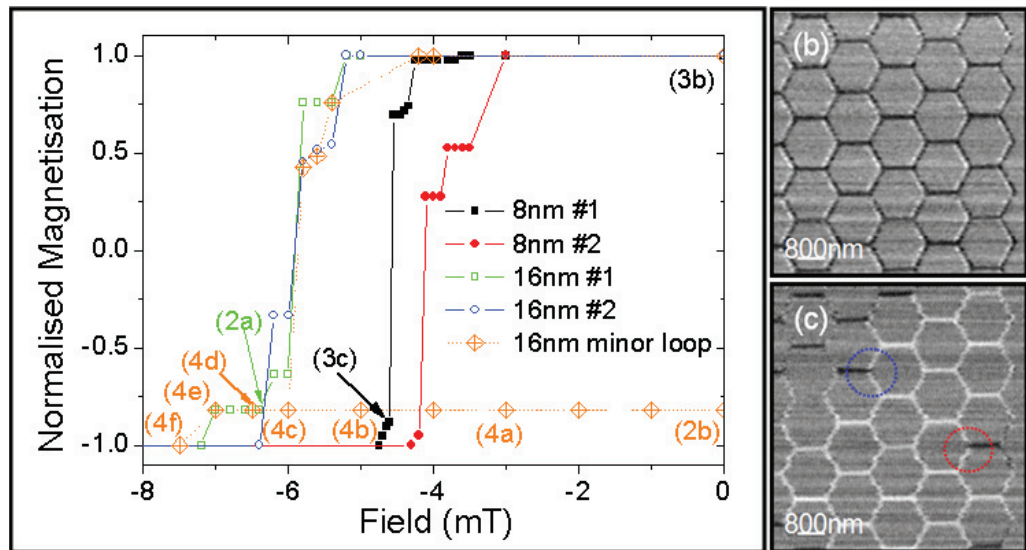 1.0
0.5
0.0
-0.5
-1.0
Normalised Magnetisation
(3b)
8nm #1
8nm #2
16nm #1
16nm #2
16nm minor loop
(2a)
(3c)
(4d)
(4e)
(4f)
(4c)
(4b)
(4a)
(2b)
-8
-6
-4
-2
0
Field (mT)
(b)
800nm
(c)
800nm